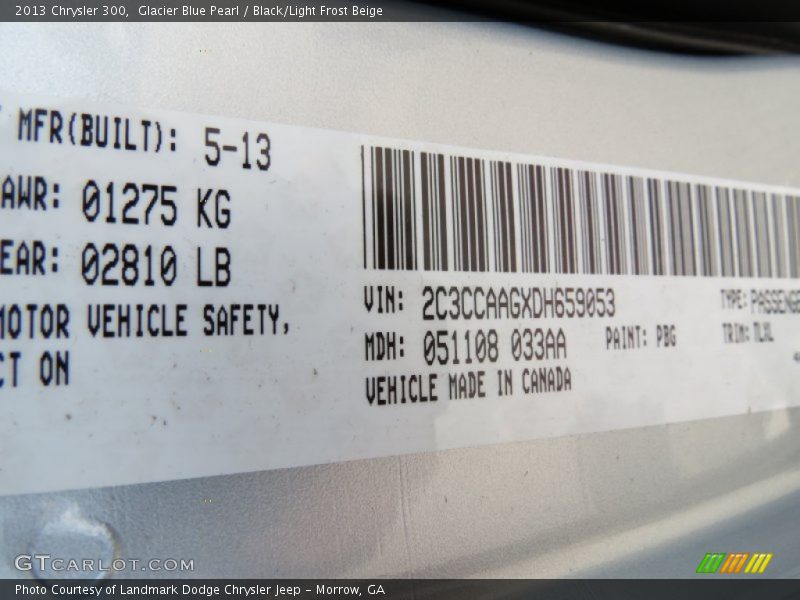 2013 Chrysler 300, Glacier Blue Pearl / Black/Light Frost Beige
MFR(BUILT): 5-13
AWR: 01275 KG
EAR: 02810 LB
MOTOR VEHICLE SAFETY,
CT ON
VIN: 2C3CCAAGXDH659053
TYPE: PASSENGE
MDH: 051108 033AA
PAINT: PBG
TRIM:
VEHICLE MADE IN CANADA
GTCARLOT.COM
Photo Courtesy of Landmark Dodge Chrysler Jeep – Morrow, GA